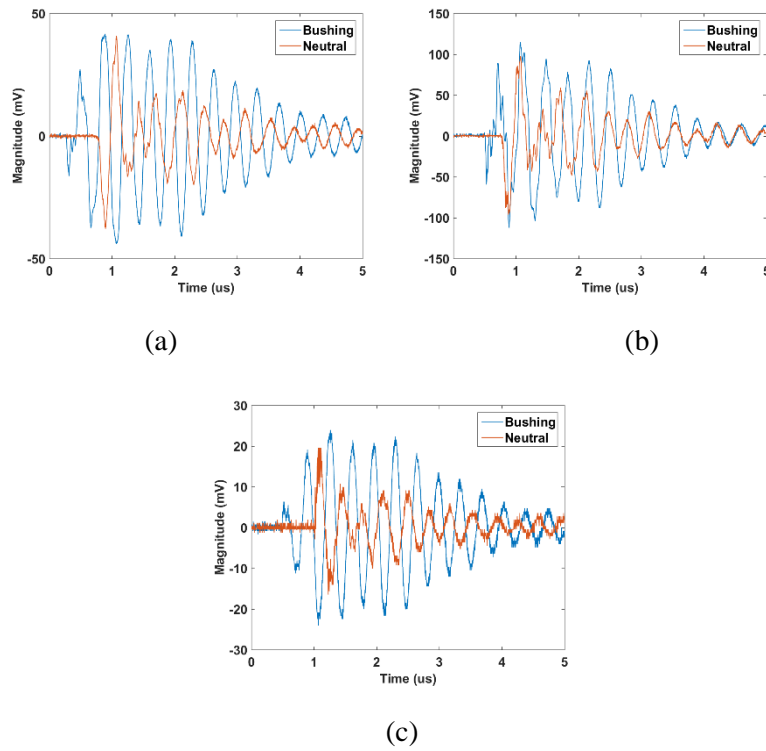 50
Bushing
Neutral
Magnitude (mV)
0
-50
0 1 2 3 4 5
Time (us)
(a)
150
Bushing
Neutral
100
50
Magnitude (mV)
0
-50
-100
-150
0 1 2 3 4 5
Time (us)
(b)
30
Bushing
Neutral
20
10
Magnitude (mV)
0
-10
-20
-30
0 1 2 3 4 5
Time (us)
(c)